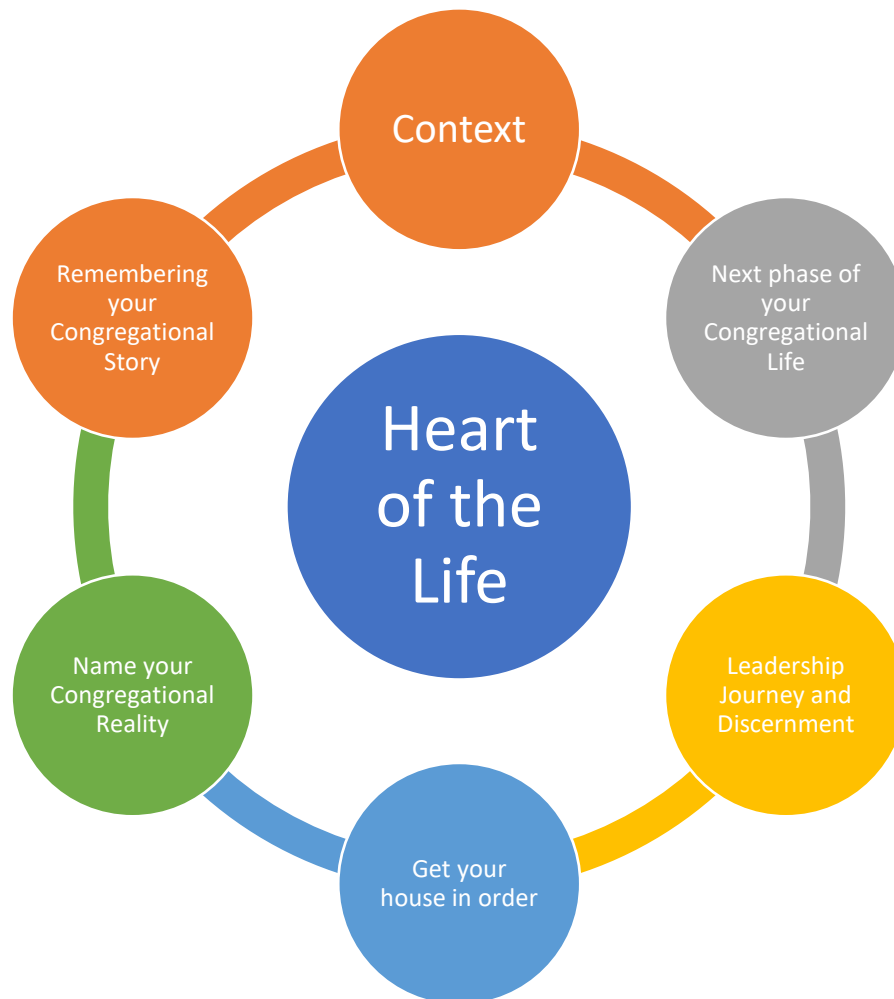 Context
Remembering
your
Congregational
Story
Next phase of
your
Congregational
Life
Heart
of the
Life
Name your
Congregational
Reality
Leadership
Journey and
Discernment
Get your
house in order